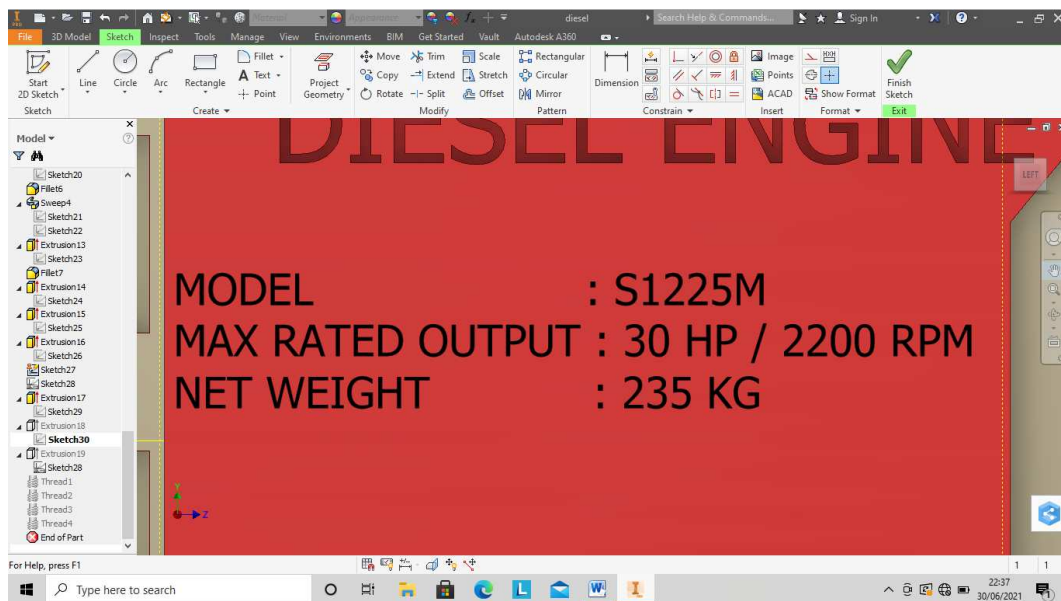 diesel
Search Help & Commands...
Sign In
File 3D Model Sketch Inspect Tools Manage View Environments BIM Get Started Vault Autodesk A360
Start 2D Sketch
Line
Circle
Arc
Rectangle
Fillet
Text
Point
Project Geometry
Move Trim Scale
Copy Extend Stretch
Rotate Split Offset
Rectangular
Circular
Mirror
Dimension
Image
Points
ACAD
Show Format
Finish Sketch
Sketch Create Modify Pattern Constrain Insert Format Exit
Model
Sketch20
Fillet6
Sweep4
Sketch21
Sketch22
Extrusion13
Sketch23
Fillet7
Extrusion14
Sketch24
Extrusion15
Sketch25
Extrusion16
Sketch26
Sketch27
Sketch28
Extrusion17
Sketch29
Extrusion18
Sketch30
Extrusion19
Sketch28
Thread1
Thread2
Thread3
Thread4
End of Part
DIESEL ENGINE
LEFT
MODEL : S1225M
MAX RATED OUTPUT : 30 HP / 2200 RPM
NET WEIGHT : 235 KG
Y
Z
For Help, press F1
1 1
Type here to search
22:37
30/06/2021